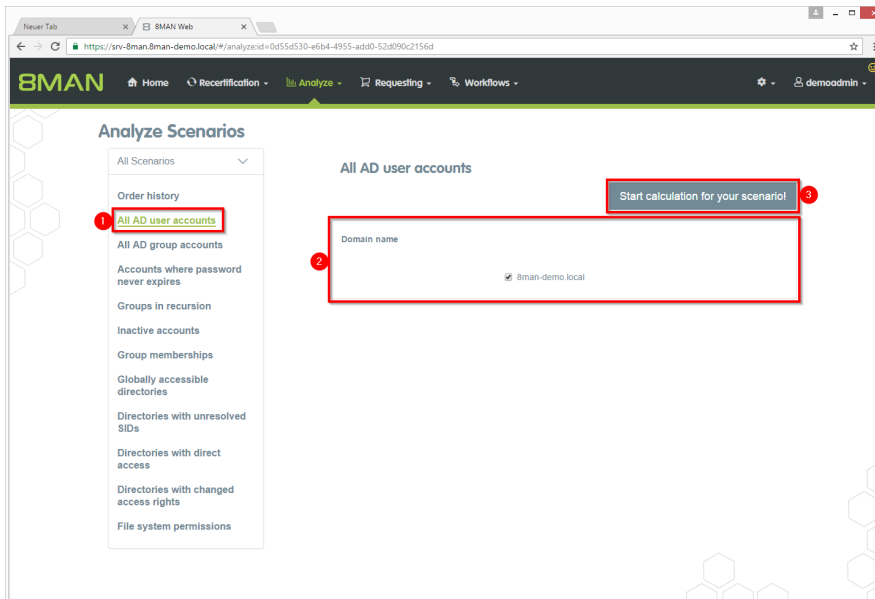 Neuer Tab
8MAN Web
https://srv-8man.8man-demo.local/#/analyze;id=0d55d530-e6b4-4955-add0-52d090c2156d
8MAN Home Recertification Analyze Requesting Workflows demoadmin
Analyze Scenarios
All Scenarios
Order history
1 All AD user accounts
All AD group accounts
Accounts where password
never expires
Groups in recursion
Inactive accounts
Group memberships
Globally accessible
directories
Directories with unresolved
SIDs
Directories with direct
access
Directories with changed
access rights
File system permissions
All AD user accounts
Start calculation for your scenario! 3
Domain name
2
8man-demo.local